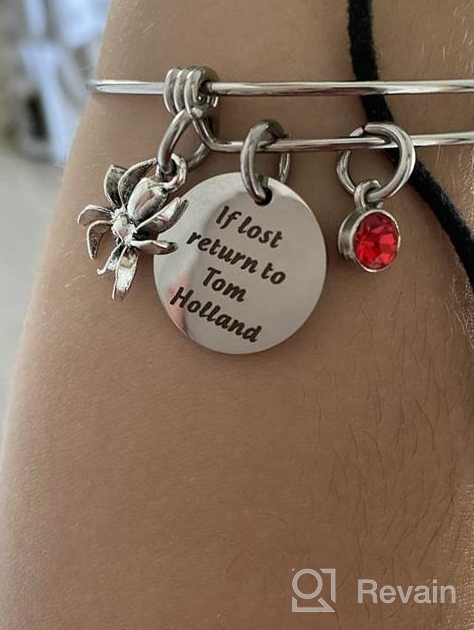 If lost
return to
Tom
Holland
Revain